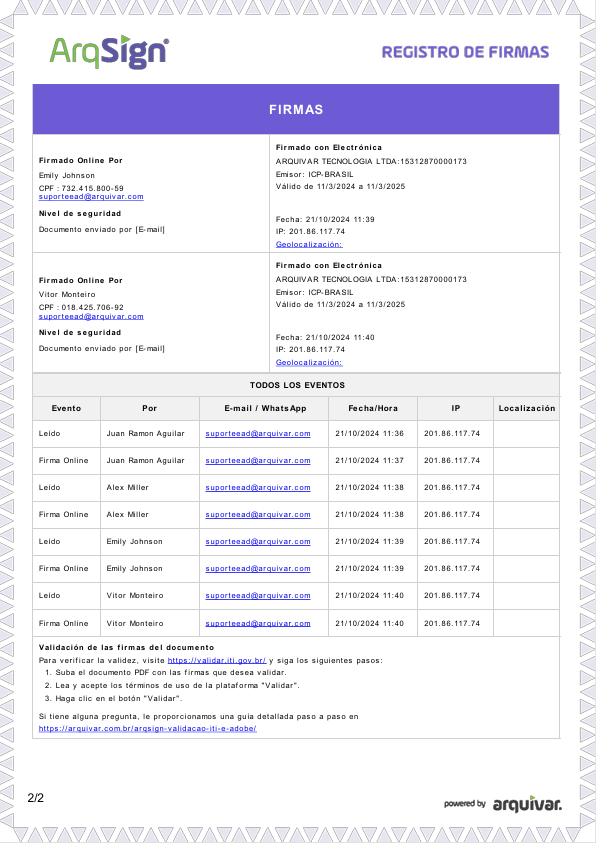 ArqSign®
REGISTRO DE FIRMAS
FIRMAS
Firmado Online Por
Emily Johnson
CPF : 732.415.800-59
suporteead@arquivar.com
Nivel de seguridad
Documento enviado por [E-mail]
Firmado con Electrónica
ARQUIVAR TECNOLOGIA LTDA:15312870000173
Emisor: ICP-BRASIL
Válido de 11/3/2024 a 11/3/2025
Fecha: 21/10/2024 11:39
IP: 201.86.117.74
Geolocalización:
Firmado Online Por
Vitor Monteiro
CPF : 018.425.706-92
suporteead@arquivar.com
Nivel de seguridad
Documento enviado por [E-mail]
Firmado con Electrónica
ARQUIVAR TECNOLOGIA LTDA:15312870000173
Emisor: ICP-BRASIL
Válido de 11/3/2024 a 11/3/2025
Fecha: 21/10/2024 11:40
IP: 201.86.117.74
Geolocalización:
TODOS LOS EVENTOS
Evento Por E-mail / WhatsApp Fecha/Hora IP Localización
Leído Juan Ramon Aguilar suporteead@arquivar.com 21/10/2024 11:36 201.86.117.74
Firma Online Juan Ramon Aguilar suporteead@arquivar.com 21/10/2024 11:37 201.86.117.74
Leído Alex Miller suporteead@arquivar.com 21/10/2024 11:38 201.86.117.74
Firma Online Alex Miller suporteead@arquivar.com 21/10/2024 11:38 201.86.117.74
Leído Emily Johnson suporteead@arquivar.com 21/10/2024 11:39 201.86.117.74
Firma Online Emily Johnson suporteead@arquivar.com 21/10/2024 11:39 201.86.117.74
Leído Vitor Monteiro suporteead@arquivar.com 21/10/2024 11:40 201.86.117.74
Firma Online Vitor Monteiro suporteead@arquivar.com 21/10/2024 11:40 201.86.117.74
Validación de las firmas del documento
Para verificar la validez, visite https://validar.iti.gov.br/ y siga los siguientes pasos:
1. Suba el documento PDF con las firmas que desea validar.
2. Lea y acepte los términos de uso de la plataforma "Validar".
3. Haga clic en el botón "Validar".
Si tiene alguna pregunta, le proporcionamos una guía detallada paso a paso en
https://arquivar.com.br/arqsign-validacao-iti-e-adobe/
2/2
powered by arquivar.